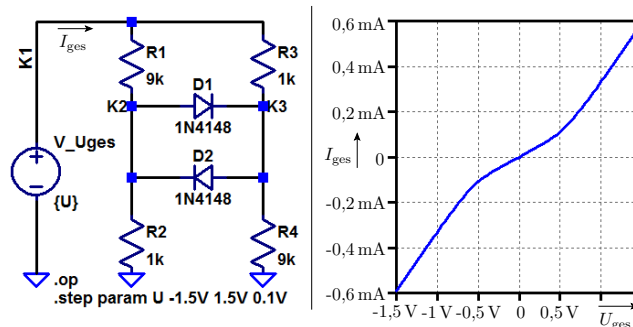 K1
I_ges
R1
9k
R3
1k
D1
K2
K3
1N4148
V_Uges
D2
1N4148
{U}
R2
1k
R4
9k
.op
.step param U -1.5V 1.5V 0.1V
0,6 mA
0,4 mA
0,2 mA
I_ges
0
-0,2 mA
-0,4 mA
-0,6 mA
-1,5 V
-1 V
-0,5 V
0
0,5 V
U_ges